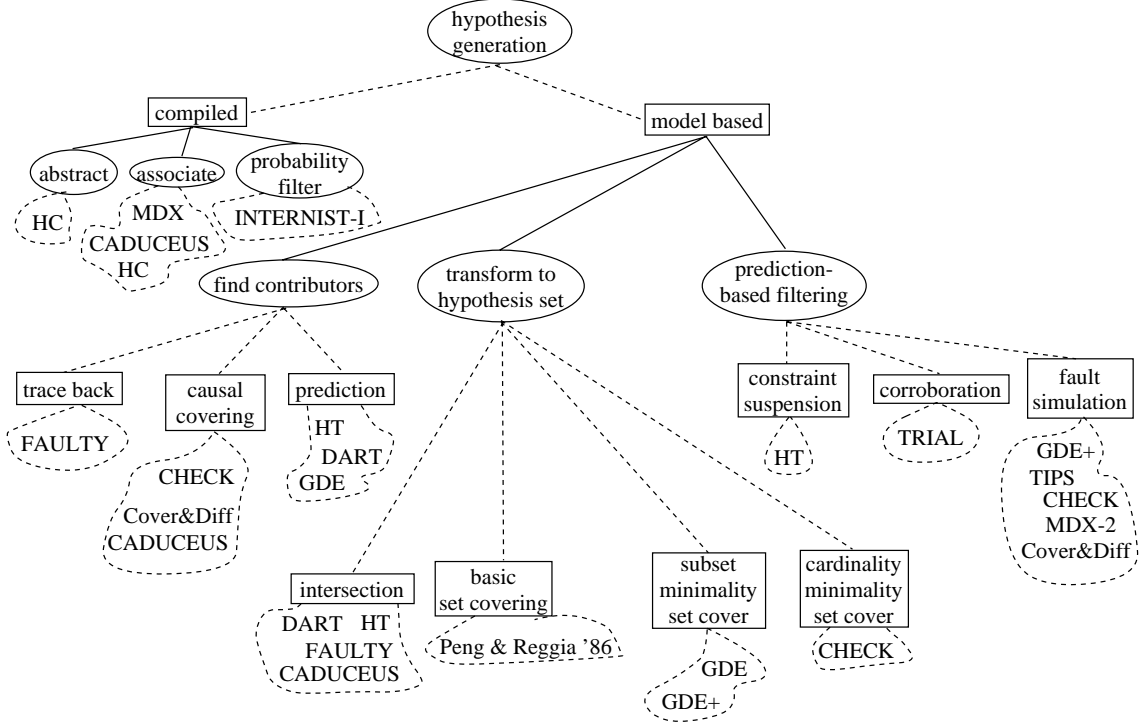 hypothesis
generation
compiled
model based
abstract
associate
probability
filter
HC
MDX
CADUCEUS
HC
INTERNIST-I
find contributors
transform to
hypothesis set
prediction-
based filtering
trace back
FAULTY
causal
covering
CHECK
Cover&Diff
CADUCEUS
prediction
HT
DART
GDE
constraint
suspension
HT
corroboration
TRIAL
fault
simulation
GDE+
TIPS
CHECK
MDX-2
Cover&Diff
intersection
DART HT
FAULTY
CADUCEUS
basic
set covering
Peng & Reggia '86
subset
minimality
set cover
GDE
GDE+
cardinality
minimality
set cover
CHECK